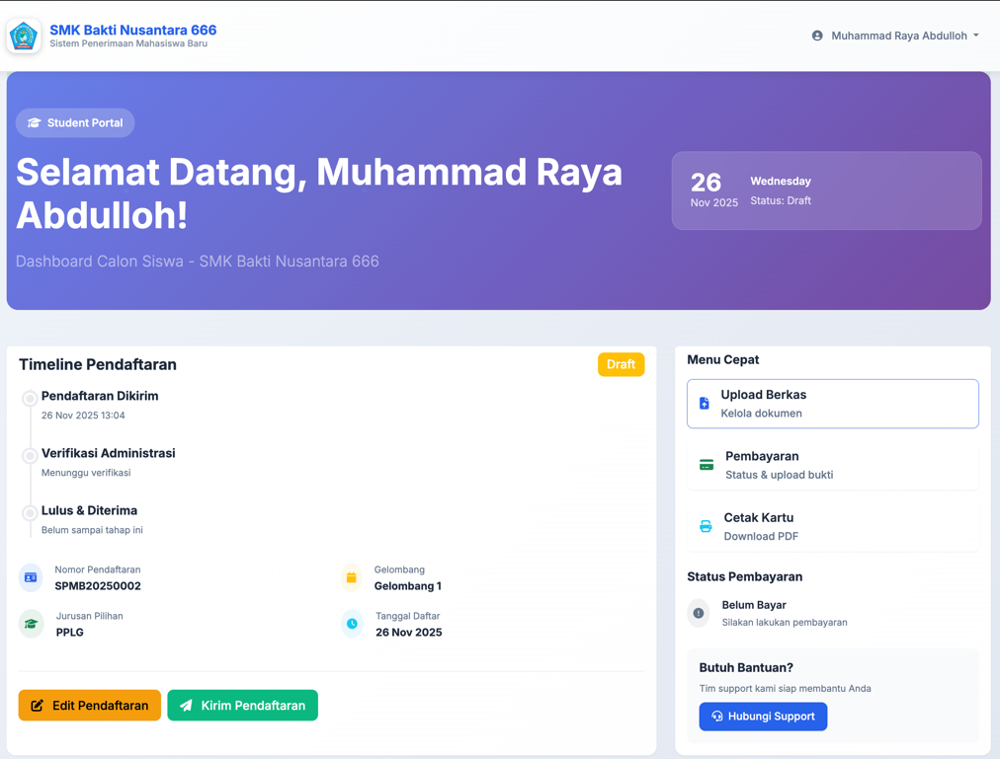 SMK Bakti Nusantara 666
Sistem Penerimaan Mahasiswa Baru
Muhammad Raya Abdulloh
Student Portal
Selamat Datang, Muhammad Raya
Abdulloh!
Dashboard Calon Siswa - SMK Bakti Nusantara 666
26
Nov 2025
Wednesday
Status: Draft
Timeline Pendaftaran
Draft
Pendaftaran Dikirim
26 Nov 2025 13:04
Verifikasi Administrasi
Menunggu verifikasi
Lulus & Diterima
Belum sampai tahap ini
Nomor Pendaftaran
SPMB20250002
Gelombang
Gelombang 1
Jurusan Pilihan
PPLG
Tanggal Daftar
26 Nov 2025
Edit Pendaftaran
Kirim Pendaftaran
Menu Cepat
Upload Berkas
Kelola dokumen
Pembayaran
Status & upload bukti
Cetak Kartu
Download PDF
Status Pembayaran
Belum Bayar
Silakan lakukan pembayaran
Butuh Bantuan?
Tim support kami siap membantu Anda
Hubungi Support